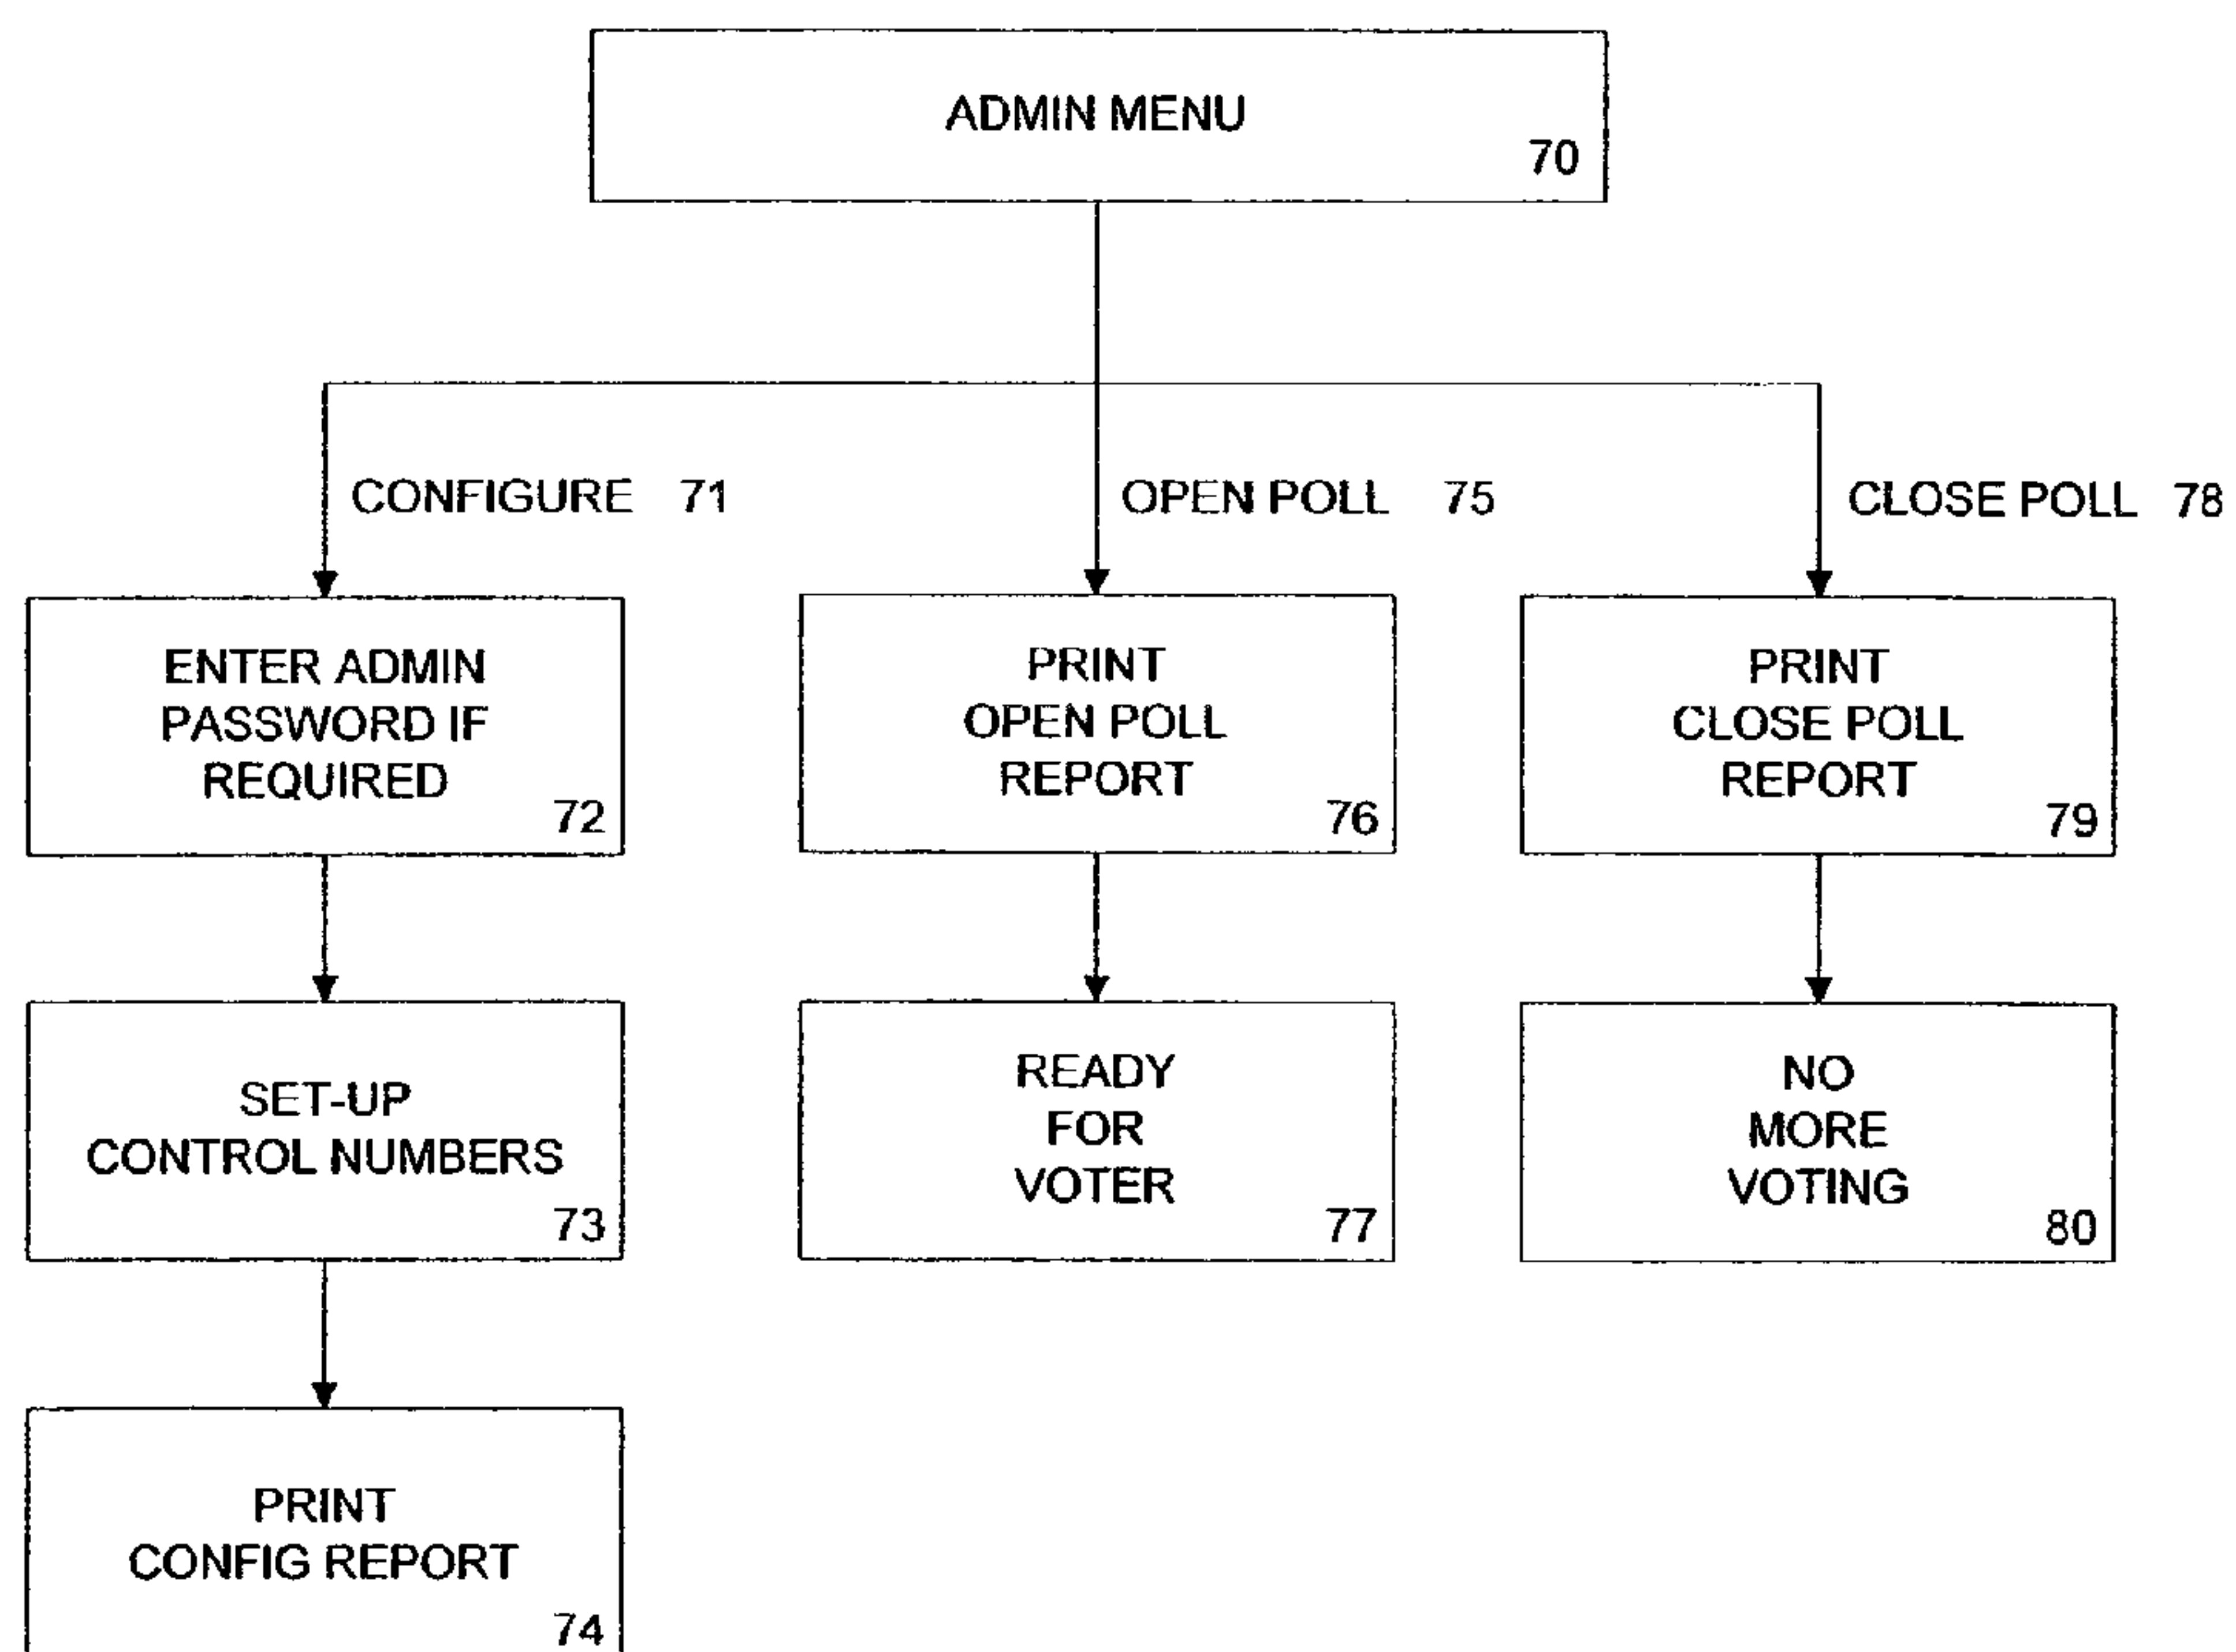 ADMIN MENU
70
CONFIGURE 71
OPEN POLL 75
CLOSE POLL 78
ENTER ADMIN
PASSWORD IF
REQUIRED
72
PRINT
OPEN POLL
REPORT
76
PRINT
CLOSE POLL
REPORT
79
SET-UP
CONTROL NUMBERS
73
READY
FOR
VOTER
77
NO
MORE
VOTING
80
PRINT
CONFIG REPORT
74